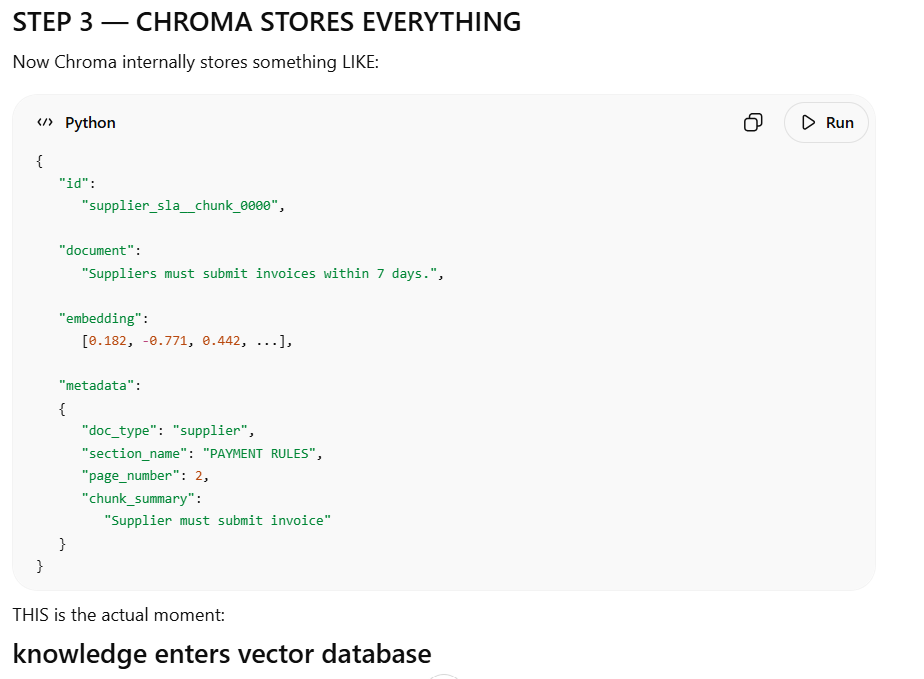 STEP 3 — CHROMA STORES EVERYTHING
Now Chroma internally stores something LIKE:
</> Python
Run
{
"id":
"supplier_sla__chunk_0000",
"document":
"Suppliers must submit invoices within 7 days.",
"embedding":
[0.182, -0.771, 0.442, ...],
"metadata":
{
"doc_type": "supplier",
"section_name": "PAYMENT RULES",
"page_number": 2,
"chunk_summary":
"Supplier must submit invoice"
}
}
THIS is the actual moment:
knowledge enters vector database